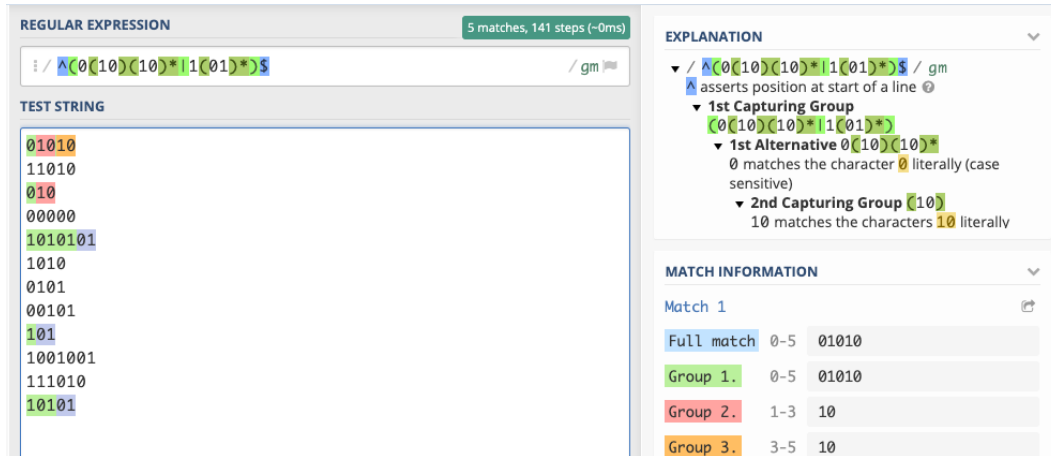 REGULAR EXPRESSION
5 matches, 141 steps (~0ms)
/ ^(0(10)(10)*|1(01)*)$ / gm
TEST STRING
01010
11010
010
00000
1010101
1010
0101
00101
101
1001001
111010
10101
EXPLANATION
/ ^(0(10)(10)*|1(01)*)$ / gm
^ asserts position at start of a line
1st Capturing Group
(0(10)(10)*|1(01)*)
1st Alternative 0(10)(10)*
0 matches the character 0 literally (case
sensitive)
2nd Capturing Group (10)
10 matches the characters 10 literally
MATCH INFORMATION
Match 1
Full match 0-5 01010
Group 1. 0-5 01010
Group 2. 1-3 10
Group 3. 3-5 10